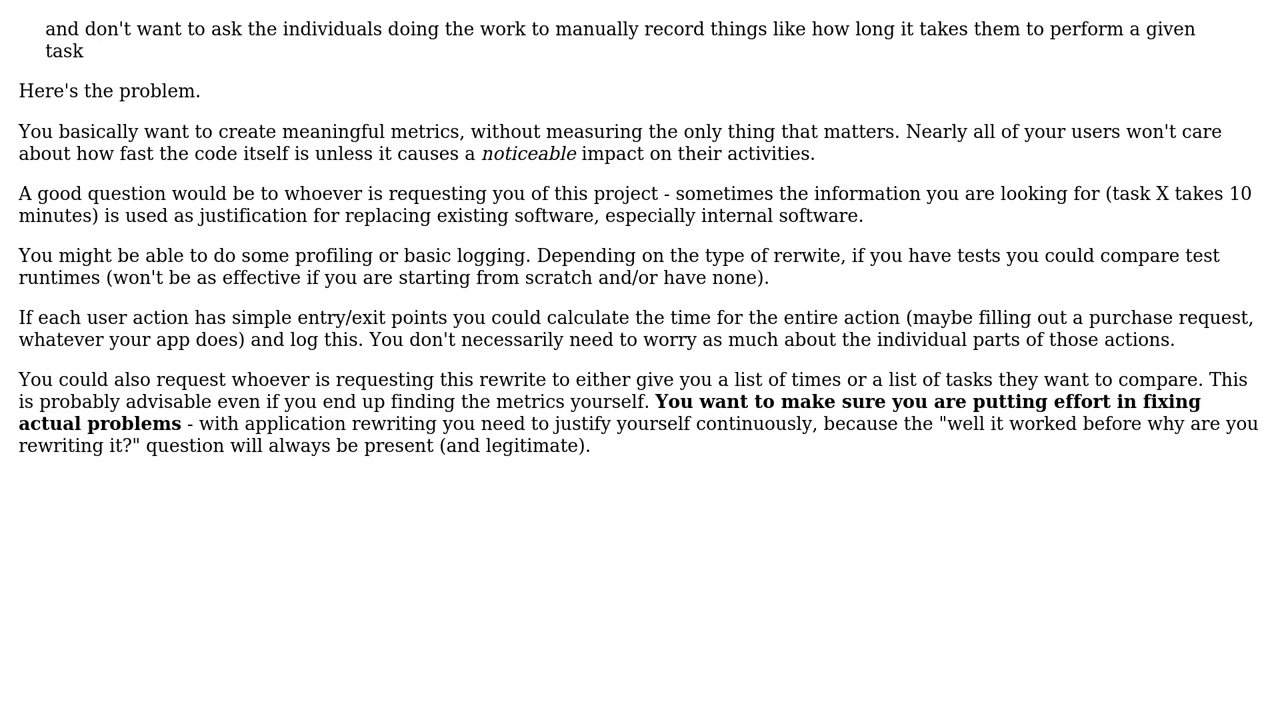 and don't want to ask the individuals doing the work to manually record things like how long it takes them to perform a given
task
Here's the problem.
You basically want to create meaningful metrics, without measuring the only thing that matters. Nearly all of your users won't care
about how fast the code itself is unless it causes a noticeable impact on their activities.
A good question would be to whoever is requesting you of this project - sometimes the information you are looking for (task X takes 10
minutes) is used as justification for replacing existing software, especially internal software.
You might be able to do some profiling or basic logging. Depending on the type of rerwite, if you have tests you could compare test
runtimes (won't be as effective if you are starting from scratch and/or have none).
If each user action has simple entry/exit points you could calculate the time for the entire action (maybe filling out a purchase request,
whatever your app does) and log this. You don't necessarily need to worry as much about the individual parts of those actions.
You could also request whoever is requesting this rewrite to either give you a list of times or a list of tasks they want to compare. This
is probably advisable even if you end up finding the metrics yourself. You want to make sure you are putting effort in fixing
actual problems - with application rewriting you need to justify yourself continuously, because the "well it worked before why are you
rewriting it?" question will always be present (and legitimate).